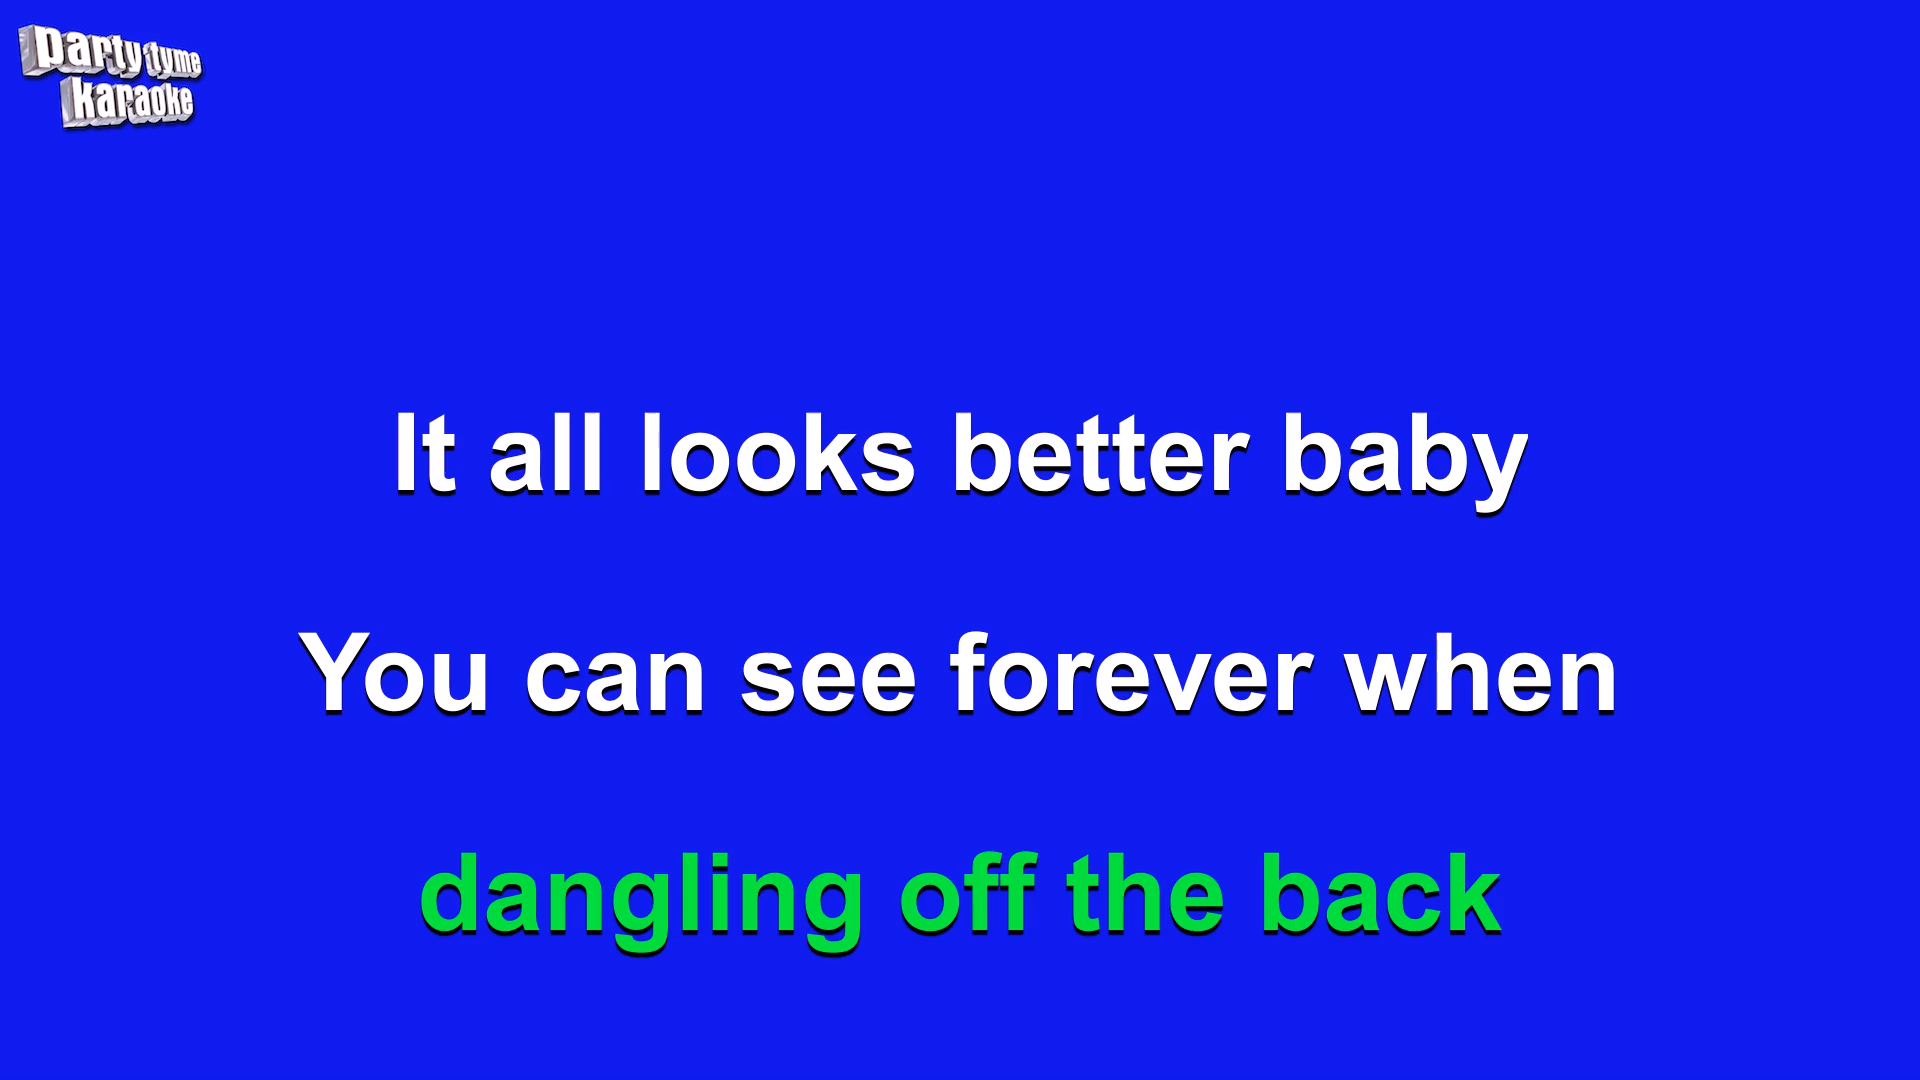 party tyme
karaoke
It all looks better baby
You can see forever when
dangling off the back